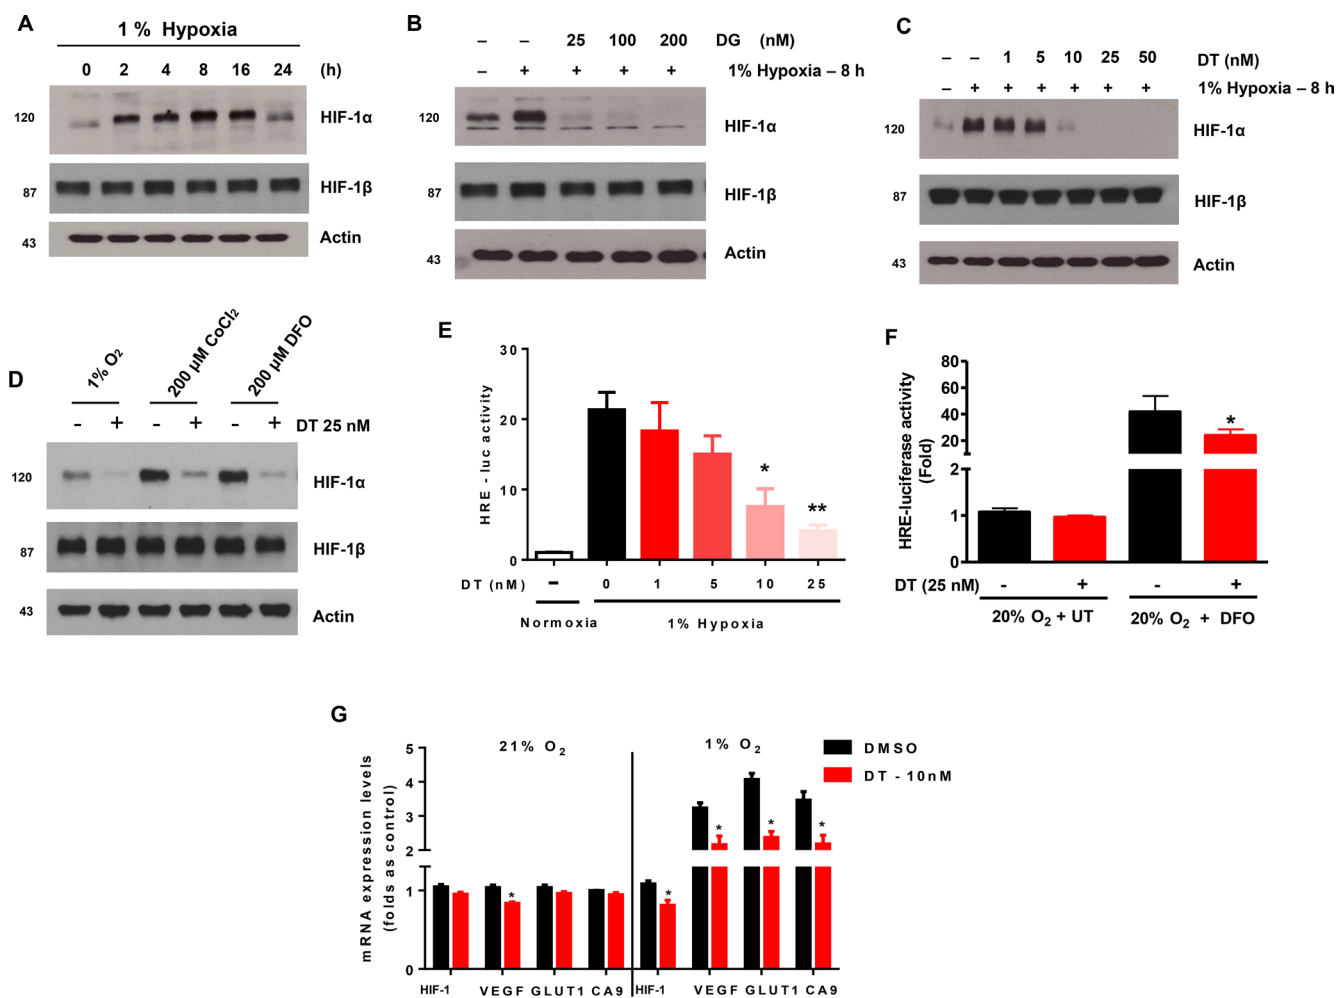 A
1 % Hypoxia
0 2 4 8 16 24 (h)
120 HIF-1α
87 HIF-1β
43 Actin
B
– – 25 100 200 DG (nM)
– + + + + 1% Hypoxia – 8 h
120 HIF-1α
87 HIF-1β
43 Actin
C
– – 1 5 10 25 50 DT (nM)
– + + + + + + 1% Hypoxia – 8 h
120 HIF-1α
87 HIF-1β
43 Actin
D
1% O2 200 µM CoCl2 200 µM DFO
- + - + - + DT 25 nM
120 HIF-1α
87 HIF-1β
43 Actin
E
HRE - luc activity
30
20
10
0
*
**
DT (nM) – 0 1 5 10 25
Normoxia 1% Hypoxia
F
HRE-luciferase activity
(Fold)
80
60
40
20
2
1
0
*
DT (25 nM) - + - +
20% O2 + UT 20% O2 + DFO
G
21% O2 1% O2
DMSO
DT - 10nM
mRNA expression levels
(folds as control)
5
4
3
2
1
0
* * * * *
HIF-1 VEGF GLUT1 CA9 HIF-1 VEGF GLUT1 CA9